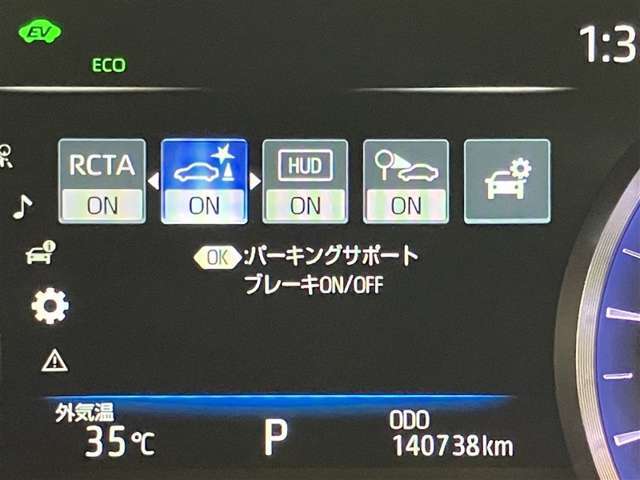 EV
ECO
1:3
RCTA
ON
ON
HUD
ON
ON
OK:パーキングサポート
ブレーキON/OFF
外気温
35℃
P
ODO
140738km